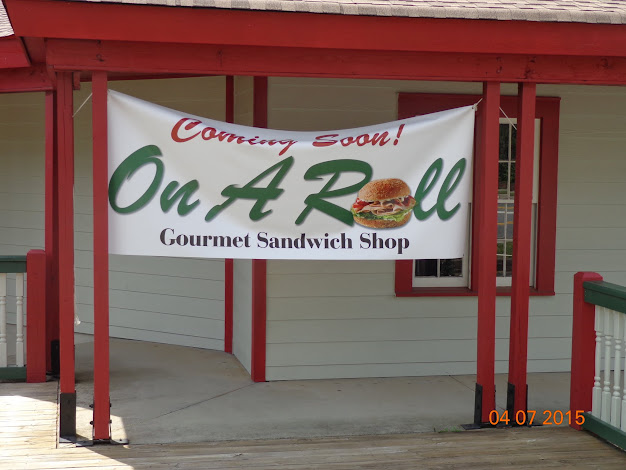 Coming Soon!
On A Roll
Gourmet Sandwich Shop
04 07 2015